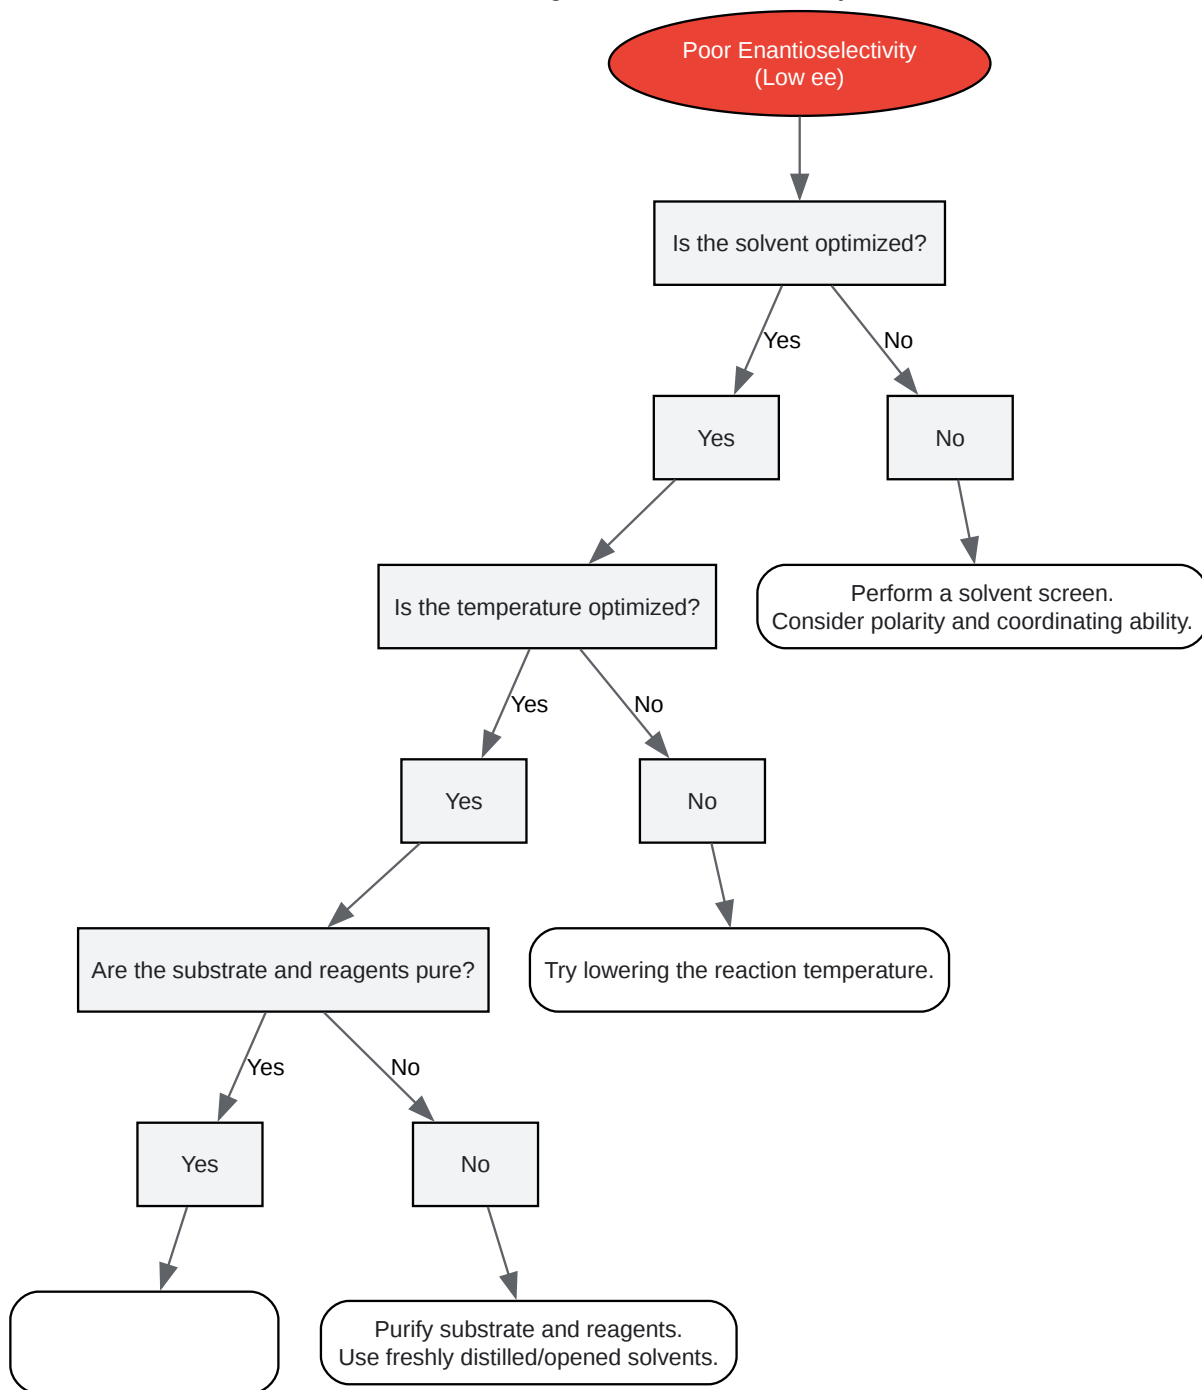 Poor Enantioselectivity
(Low ee)
Is the solvent optimized?
Yes
No
Yes
No
Is the temperature optimized?
Perform a solvent screen.
Consider polarity and coordinating ability.
Yes
No
Yes
No
Are the substrate and reagents pure?
Try lowering the reaction temperature.
Yes
No
Yes
No
Purify substrate and reagents.
Use freshly distilled/opened solvents.